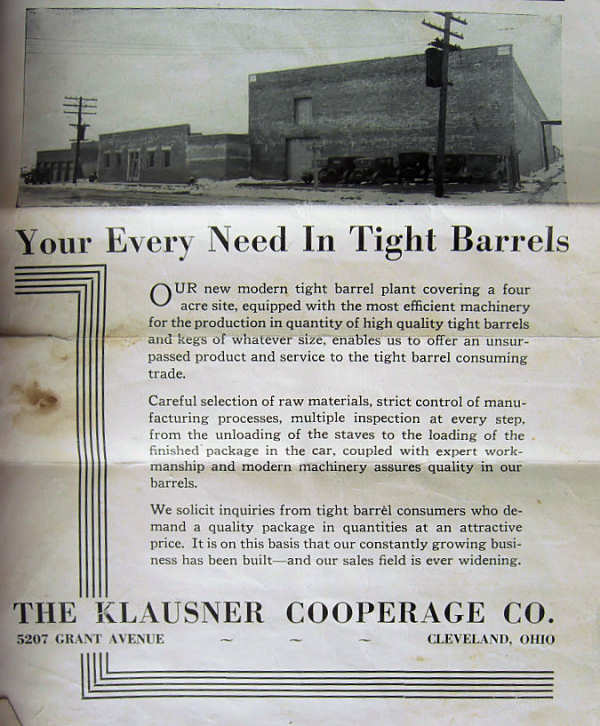 Your Every Need In Tight Barrels
OUR new modern tight barrel plant covering a four
acre site, equipped with the most efficient machinery
for the production in quantity of high quality tight barrels
and kegs of whatever size, enables us to offer an unsur-
passed product and service to the tight barrel consuming
trade.
Careful selection of raw materials, strict control of manu-
facturing processes, multiple inspection at every step,
from the unloading of the staves to the loading of the
finished package in the car, coupled with expert work-
manship and modern machinery assures quality in our
barrels.
We solicit inquiries from tight barrel consumers who de-
mand a quality package in quantities at an attractive
price. It is on this basis that our constantly growing busi-
ness has been built—and our sales field is ever widening.
THE KLAUSNER COOPERAGE CO.
5207 GRANT AVENUE ~ ~ ~ CLEVELAND, OHIO